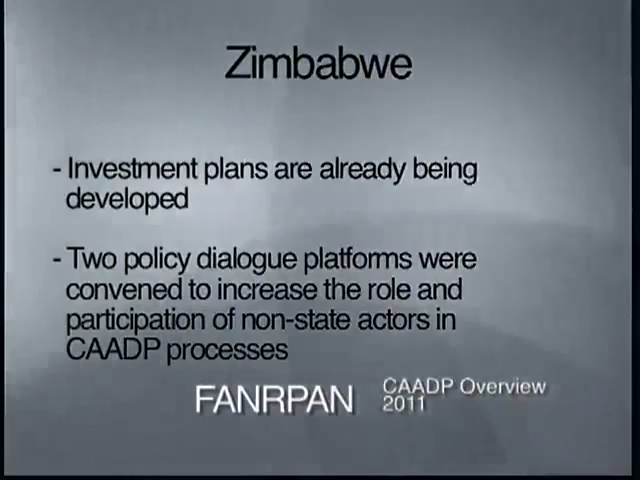 Zimbabwe
- Investment plans are already being
developed
- Two policy dialogue platforms were
convened to increase the role and
participation of non-state actors in
CAADP processes
FANRPAN
CAADP Overview
2011